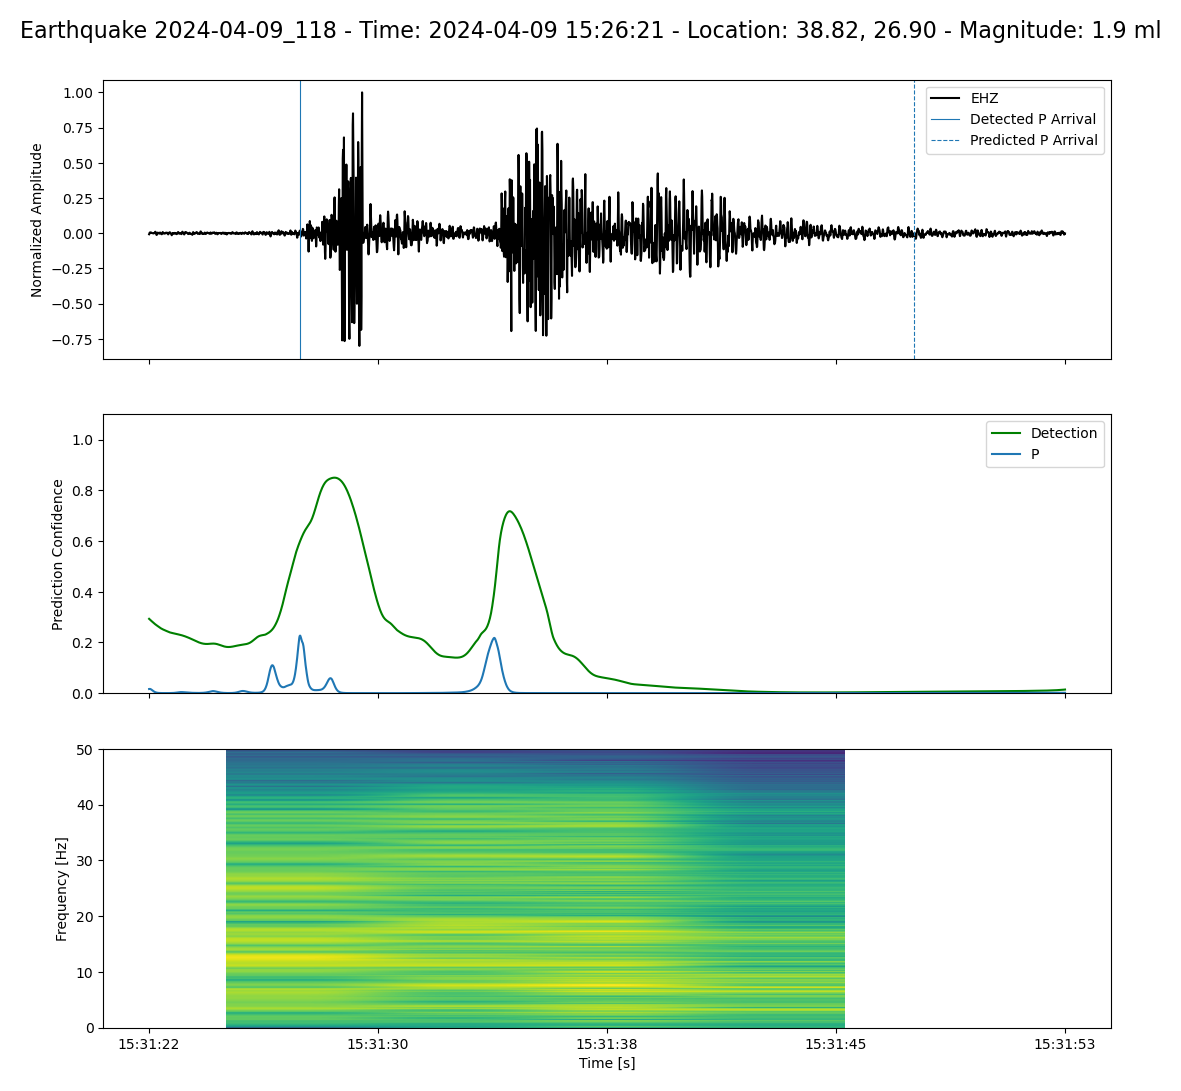 Earthquake 2024-04-09_118 - Time: 2024-04-09 15:26:21 - Location: 38.82, 26.90 - Magnitude: 1.9 ml
Normalized Amplitude
1.00
0.75
0.50
0.25
0.00
−0.25
−0.50
−0.75
EHZ
Detected P Arrival
Predicted P Arrival
Prediction Confidence
1.0
0.8
0.6
0.4
0.2
0.0
Detection
P
Frequency [Hz]
50
40
30
20
10
0
15:31:22 15:31:30 15:31:38 15:31:45 15:31:53
Time [s]